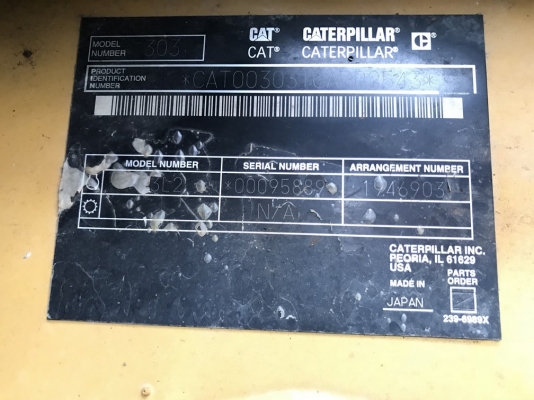 CAT® CATERPILLAR®
MODEL NUMBER 303
CAT® CATERPILLAR®
PRODUCT IDENTIFICATION NUMBER
MODEL NUMBER SERIAL NUMBER ARRANGEMENT NUMBER
*00095889
N/A
CATERPILLAR INC.
PEORIA, IL 61629
USA
PARTS ORDER
MADE IN
JAPAN